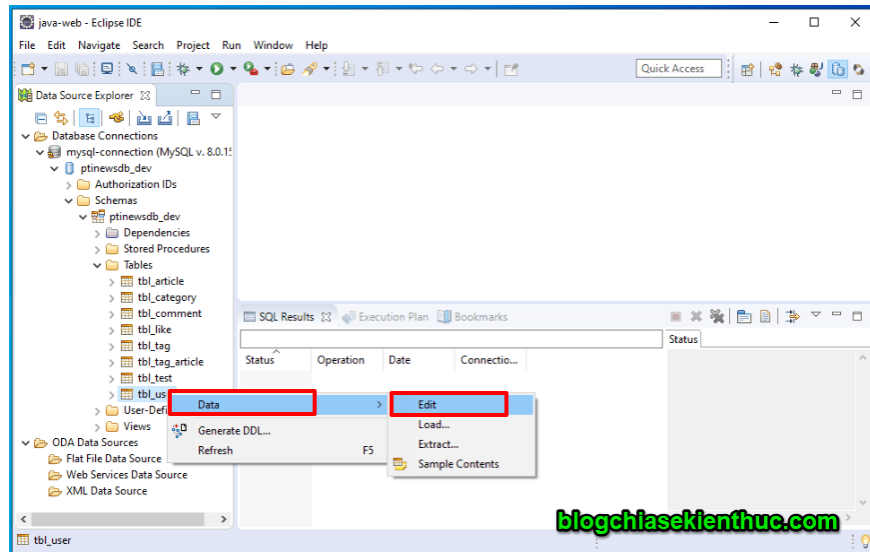 java-web - Eclipse IDE
File Edit Navigate Search Project Run Window Help
Quick Access
Data Source Explorer
Database Connections
mysql-connection (MySQL v. 8.0.15
ptinewsdb_dev
Authorization IDs
Schemas
ptinewsdb_dev
Dependencies
Stored Procedures
Tables
tbl_article
tbl_category
tbl_comment
tbl_like
tbl_tag
tbl_tag_article
tbl_test
tbl_use
User-Defi
Views
ODA Data Sources
Flat File Data Source
Web Services Data Source
XML Data Source
SQL Results Execution Plan Bookmarks
Status
Status Operation Date Connectio...
Data
Generate DDL...
Refresh F5
Edit
Load...
Extract...
Sample Contents
blogchiasekienthuc.com
tbl_user